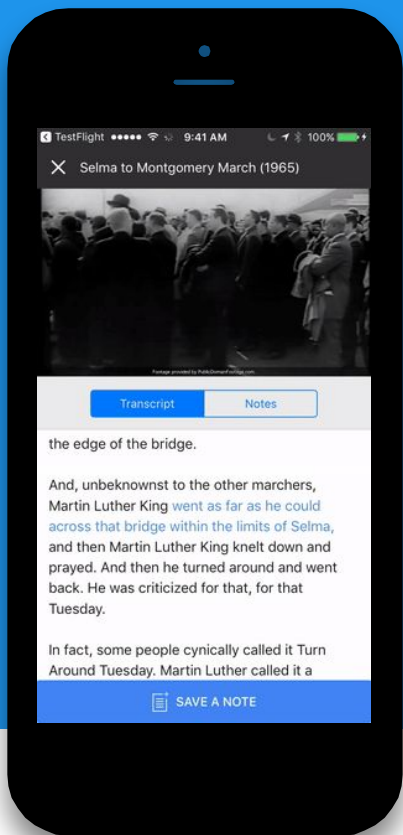 TestFlight 9:41 AM 100%
Selma to Montgomery March (1965)
Footage provided by PublicDomainFootage.com
Transcript Notes
the edge of the bridge.
And, unbeknownst to the other marchers,
Martin Luther King went as far as he could
across that bridge within the limits of Selma,
and then Martin Luther King knelt down and
prayed. And then he turned around and went
back. He was criticized for that, for that
Tuesday.
In fact, some people cynically called it Turn
Around Tuesday. Martin Luther called it a
SAVE A NOTE